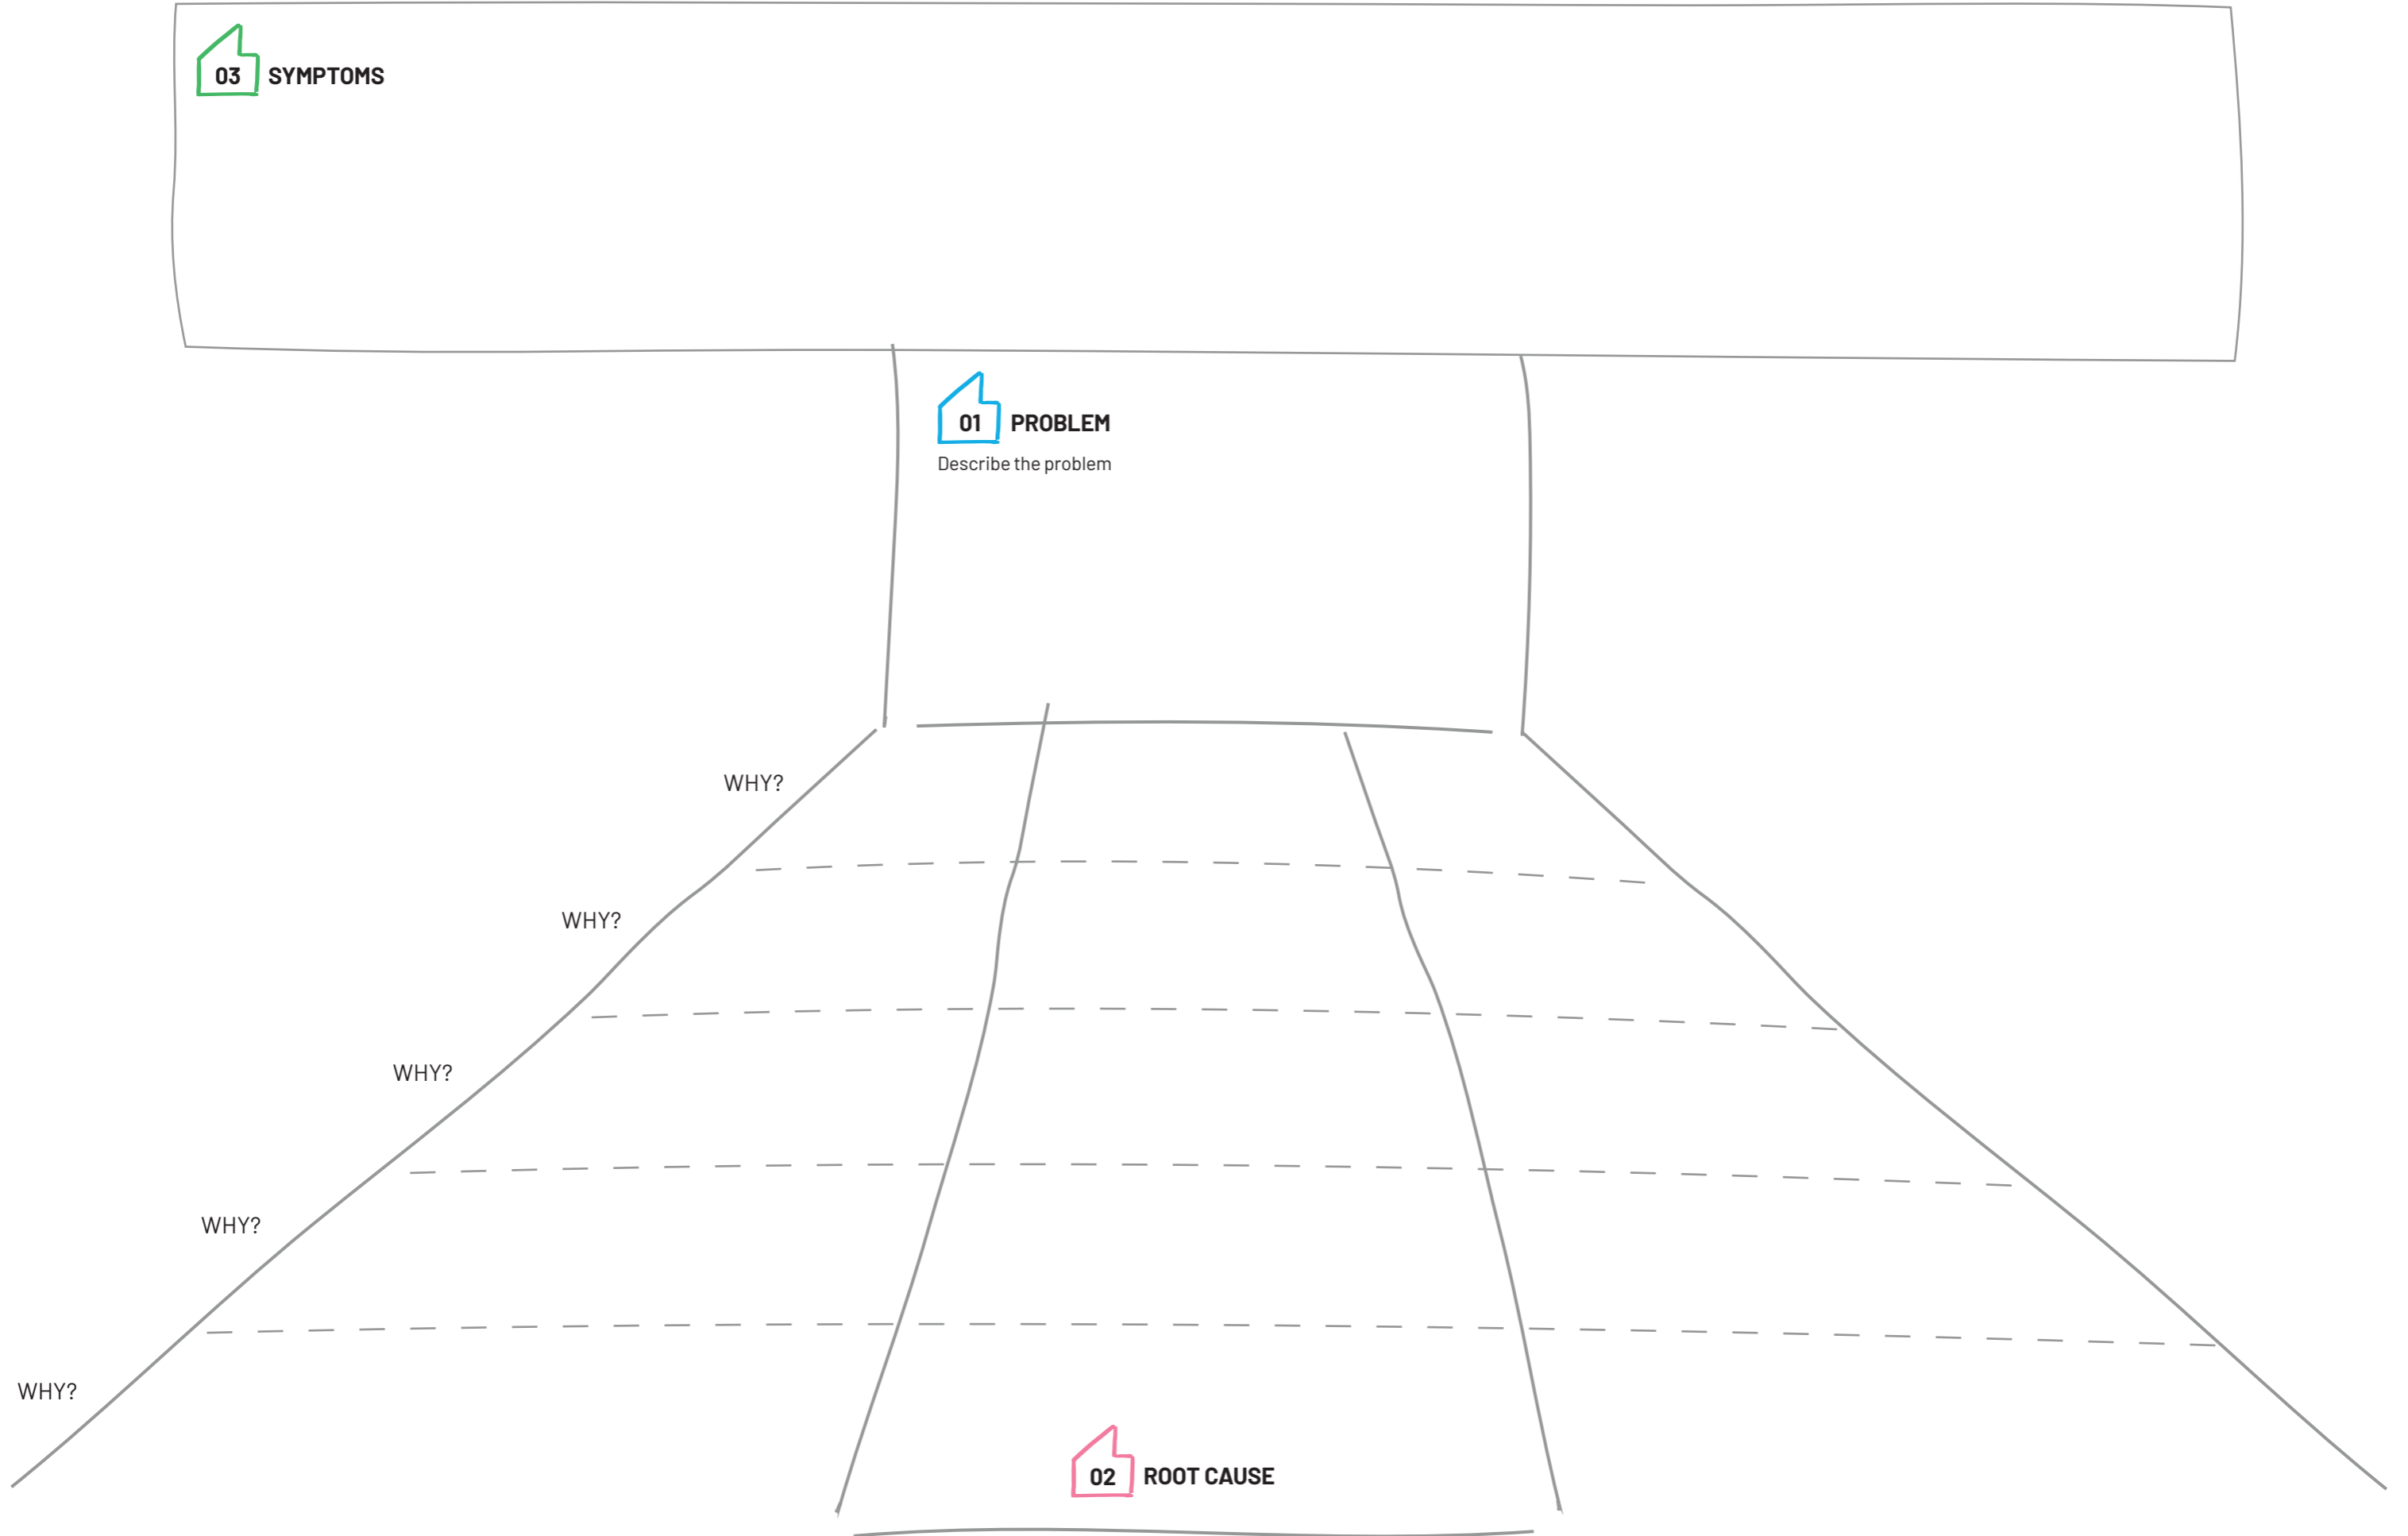 03 SYMPTOMS
01 PROBLEM
Describe the problem
WHY?
WHY?
WHY?
WHY?
WHY?
02 ROOT CAUSE